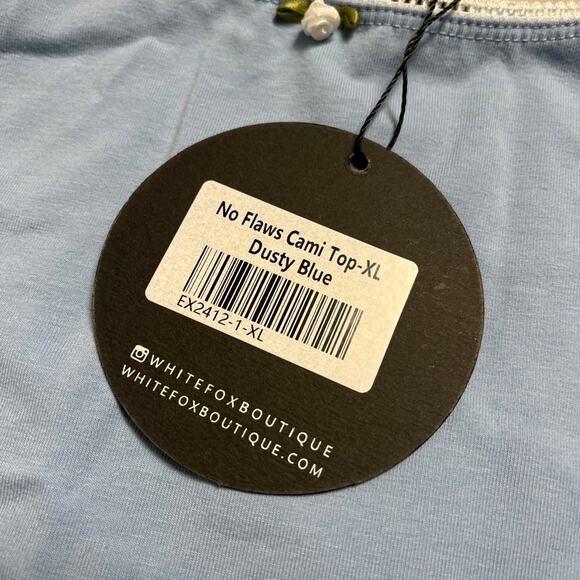 No Flaws Cami Top-XL
Dusty Blue
EX2412-1-XL
WHITEFOXBOUTIQUE
WHITEFOXBOUTIQUE.COM